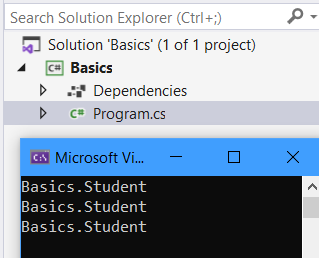 Search Solution Explorer (Ctrl+;)
Solution 'Basics' (1 of 1 project)
C# Basics
Dependencies
C# Program.cs
C:\ Microsoft Vi...
Basics.Student
Basics.Student
Basics.Student